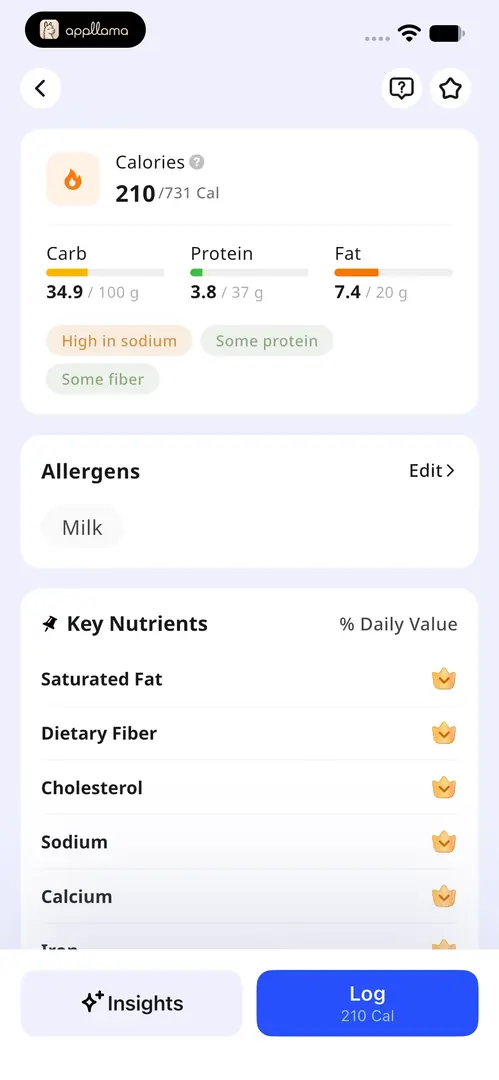 appllama
Calories ?
210 /731 Cal
Carb Protein Fat
34.9 / 100 g 3.8 / 37 g 7.4 / 20 g
High in sodium Some protein
Some fiber
Allergens Edit
Milk
Key Nutrients % Daily Value
Saturated Fat
Dietary Fiber
Cholesterol
Sodium
Calcium
Iron
Insights
Log
210 Cal